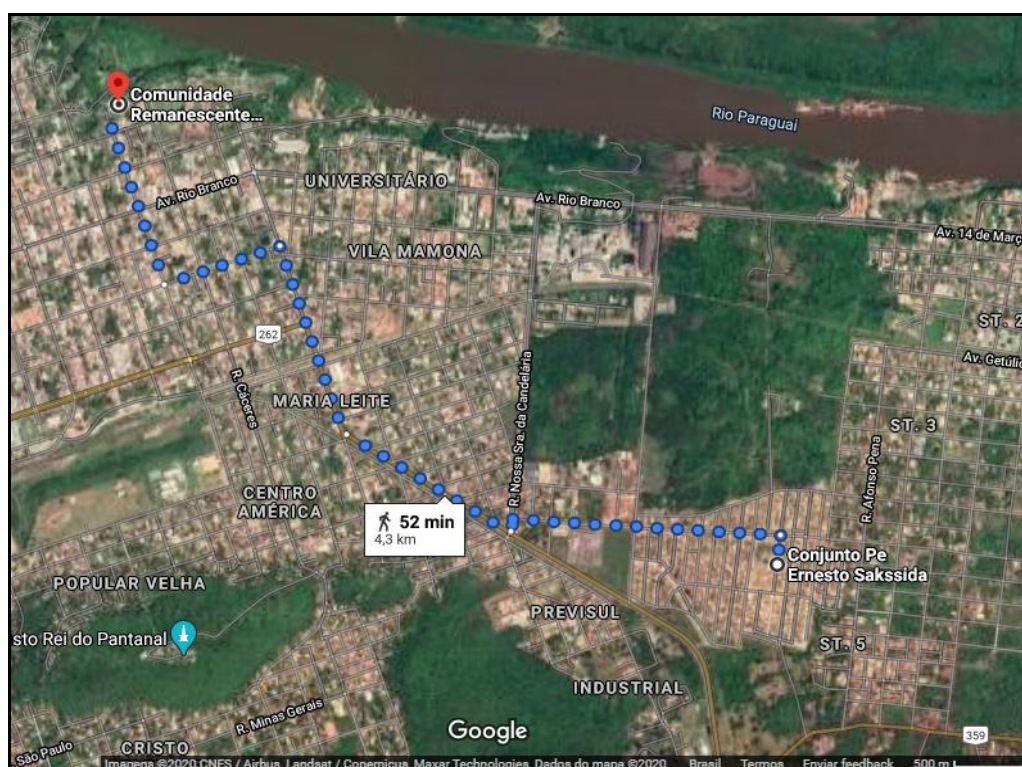 Comunidade
Remanescente...
Rio Paraguai
UNIVERSITÁRIO
Av. Rio Branco
Av. Rio Branco
Av. 14 de Març
VILA MAMONA
ST. 2
262
Av. Getúlio
R. Cáceres
MARIA LEITE
R. Nossa Sra. da Candelária
ST. 3
R. Afonso Pena
CENTRO
AMÉRICA
52 min
4,3 km
Conjunto Pe
Ernesto Sakssida
POPULAR VELHA
PREVISUL
sto Rei do Pantanal
ST. 5
INDUSTRIAL
R. Minas Gerais
Google
359
São Paulo
CRISTO
Imagens ©2020 CNES / Airbus, Landsat / Copernicus, Maxar Technologies, Dados do mapa ©2020 Brasil Termos Enviar feedback 500 m